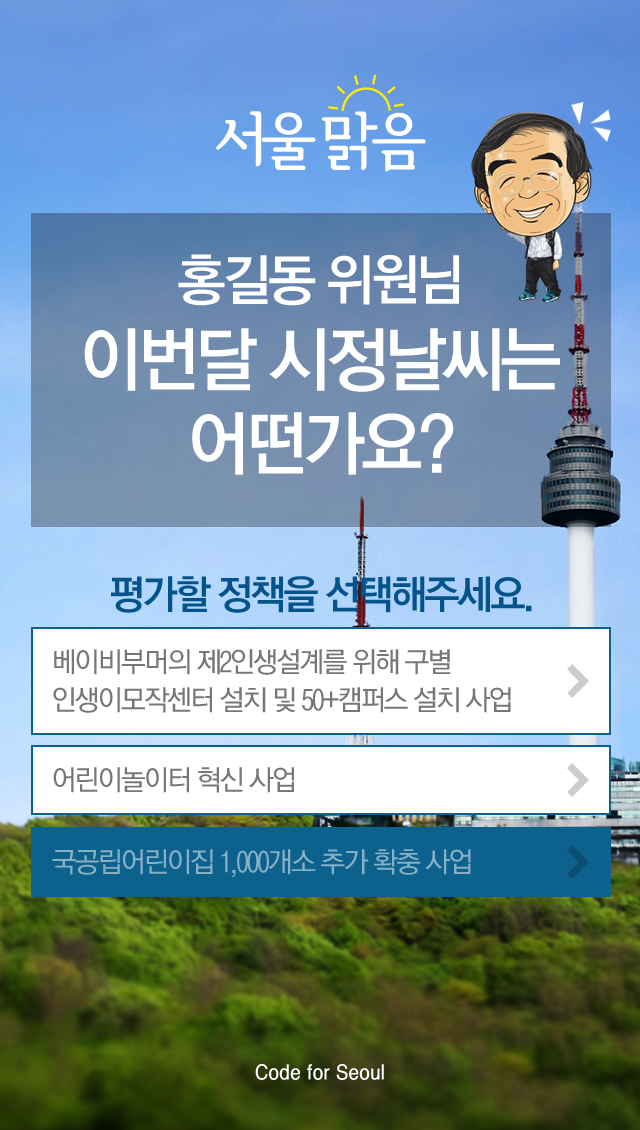 서울 맑음
홍길동 위원님
이번달 시정날씨는
어떤가요?
평가할 정책을 선택해주세요.
베이비부머의 제2인생설계를 위해 구별
인생이모작센터 설치 및 50+캠퍼스 설치 사업
어린이놀이터 혁신 사업
국공립어린이집 1,000개소 추가 확충 사업
Code for Seoul